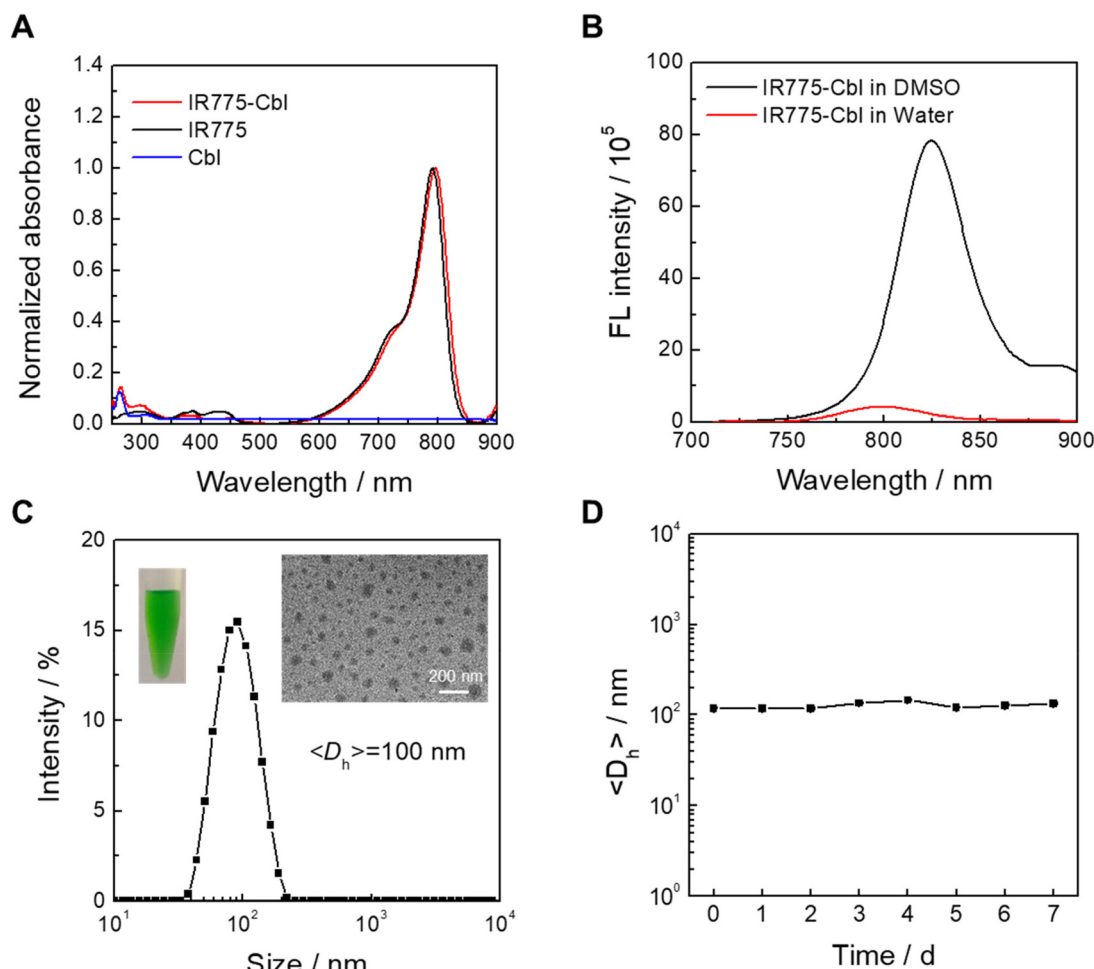 A
1.4
1.2
1.0
0.8
0.6
0.4
0.2
0.0
IR775-Cbl
IR775
Cbl
Normalized absorbance
300 400 500 600 700 800 900
Wavelength / nm
B
100
80
60
40
20
0
IR775-Cbl in DMSO
IR775-Cbl in Water
FL intensity / 10⁵
700 750 800 850 900
Wavelength / nm
C
20
15
10
5
0
200 nm
<Dₕ>=100 nm
Intensity / %
10¹ 10² 10³ 10⁴
Size / nm
D
10⁴
10³
10²
10¹
10⁰
<Dₕ> / nm
0 1 2 3 4 5 6 7
Time / d